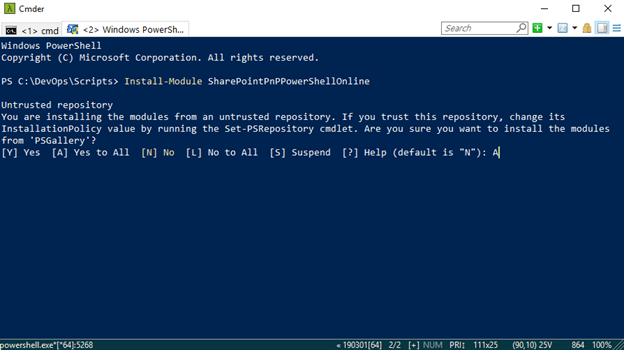 Cmder
<1> cmd
<2> Windows PowerSh...
Search
Windows PowerShell
Copyright (C) Microsoft Corporation. All rights reserved.
PS C:\DevOps\Scripts> Install-Module SharePointPnPPowerShellOnline
Untrusted repository
You are installing the modules from an untrusted repository. If you trust this repository, change its
InstallationPolicy value by running the Set-PSRepository cmdlet. Are you sure you want to install the modules
from 'PSGallery'?
[Y] Yes  [A] Yes to All  [N] No  [L] No to All  [S] Suspend  [?] Help (default is "N"): A
powershell.exe*[*64]:5268 « 190301[64] 2/2 [+] NUM PRI↕ 111x25 (90,10) 25V 864 100%